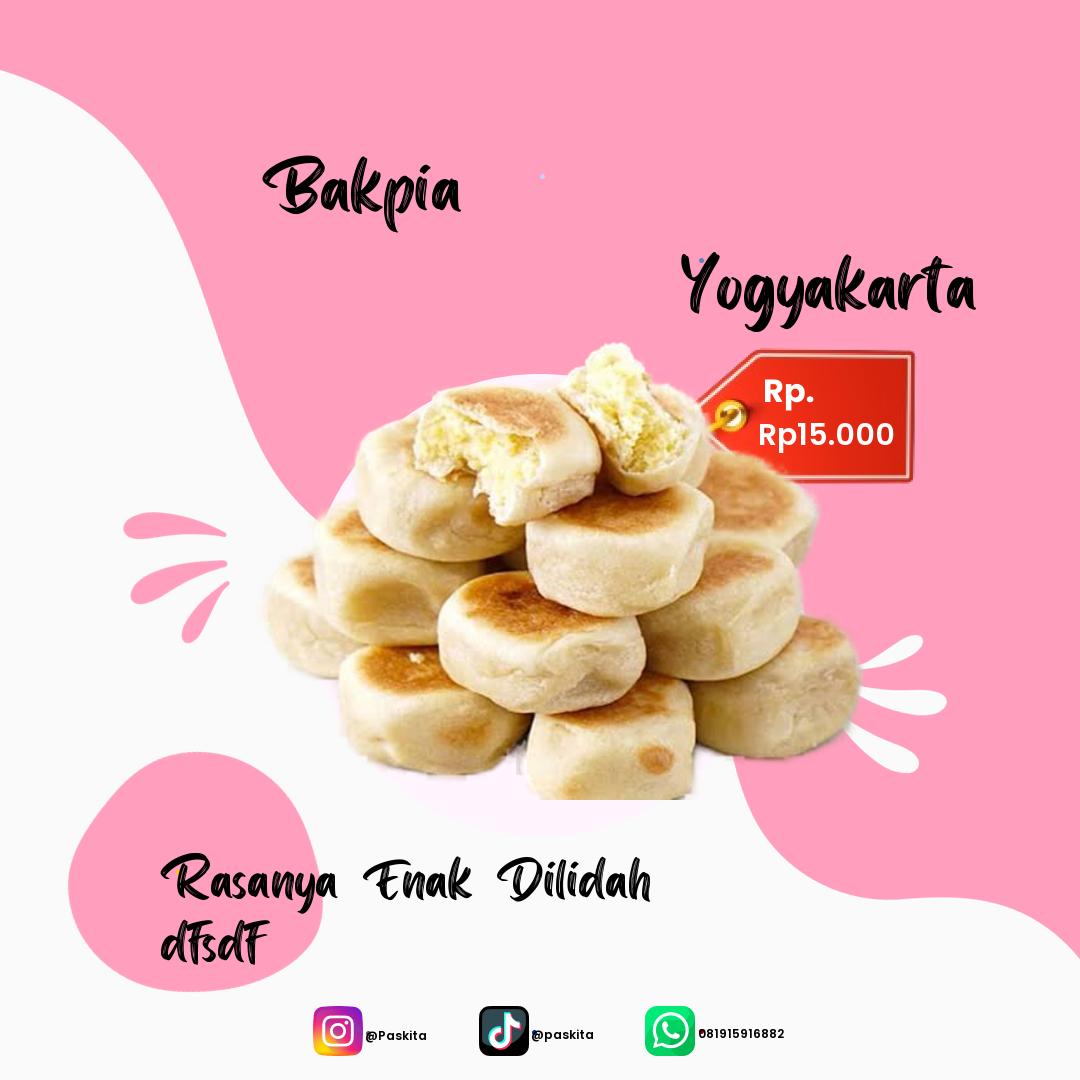 Bakpia
Yogyakarta
Rp.
Rp15.000
Rasanya Enak Dilidah
dFsdF
@Paskita
@paskita
081915916882